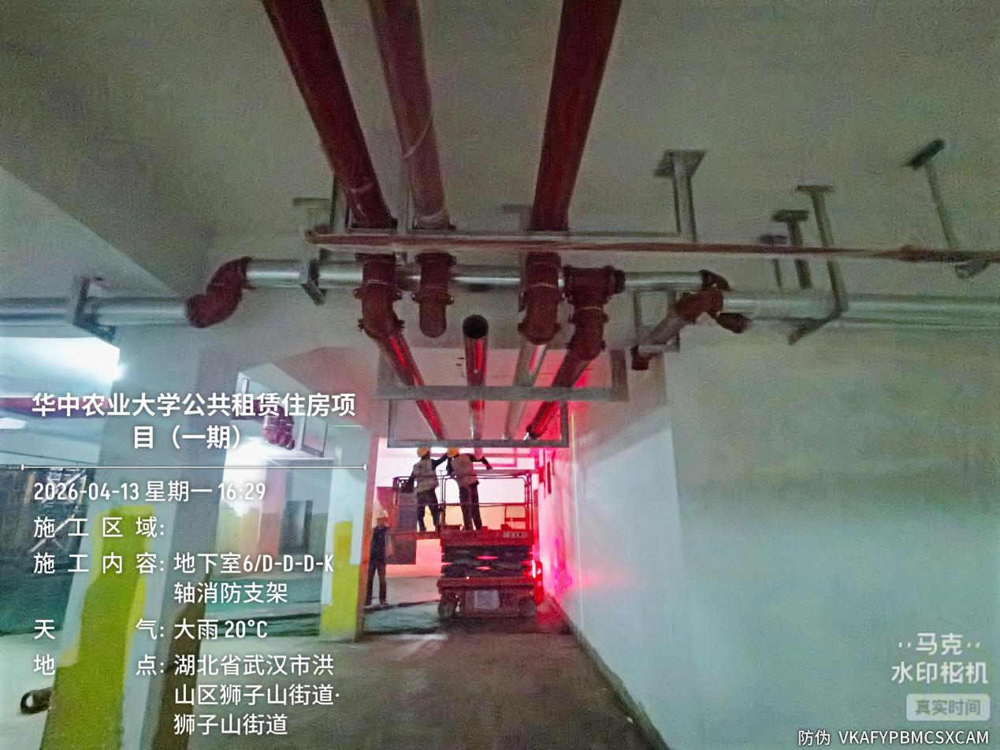 华中农业大学公共租赁住房项
目（一期）
2026-04-13 星期一 16:29
施工区域:
施工内容: 地下室6/D-D-D-K
轴消防支架
天气: 大雨 20°C
地点: 湖北省武汉市洪
山区狮子山街道·
狮子山街道
马克
水印相机
真实时间
防伪 VKAFYPBMCSXCAM